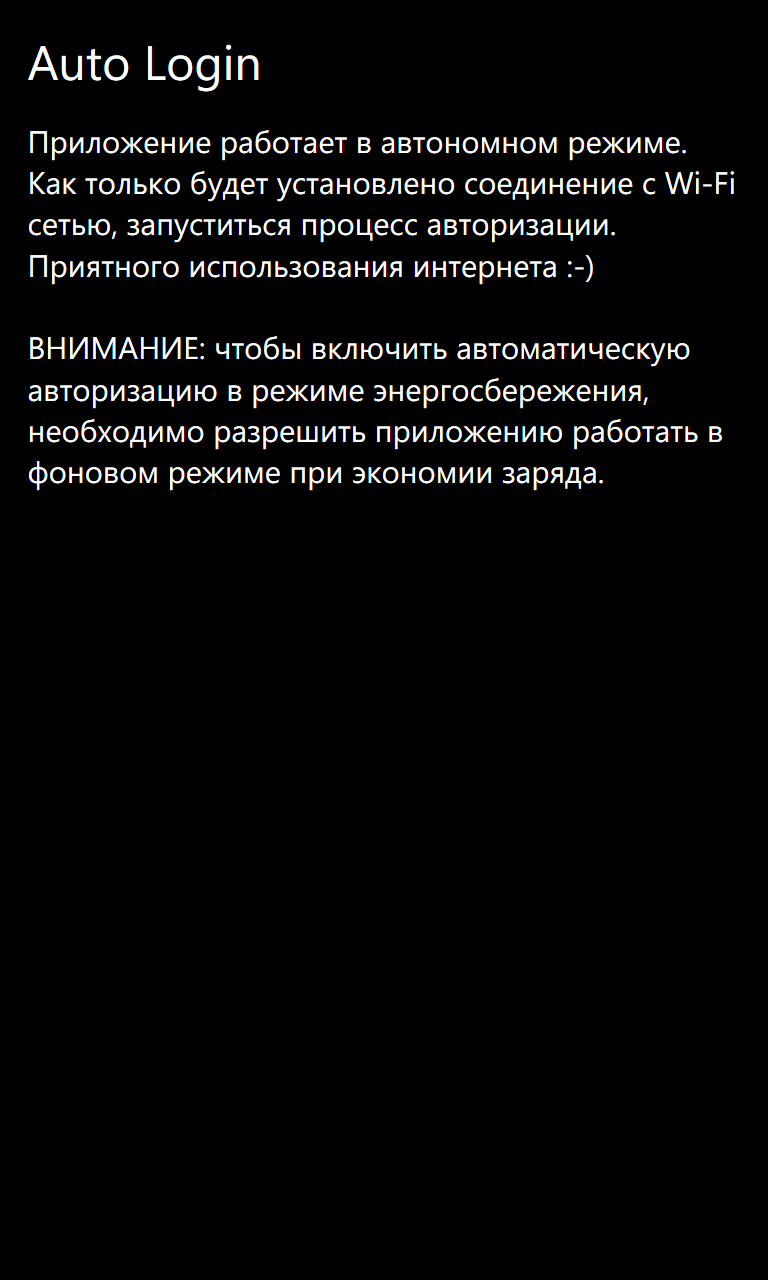 Auto Login
Приложение работает в автономном режиме.
Как только будет установлено соединение с Wi-Fi
сетью, запуститься процесс авторизации.
Приятного использования интернета :-)
ВНИМАНИЕ: чтобы включить автоматическую
авторизацию в режиме энергосбережения,
необходимо разрешить приложению работать в
фоновом режиме при экономии заряда.